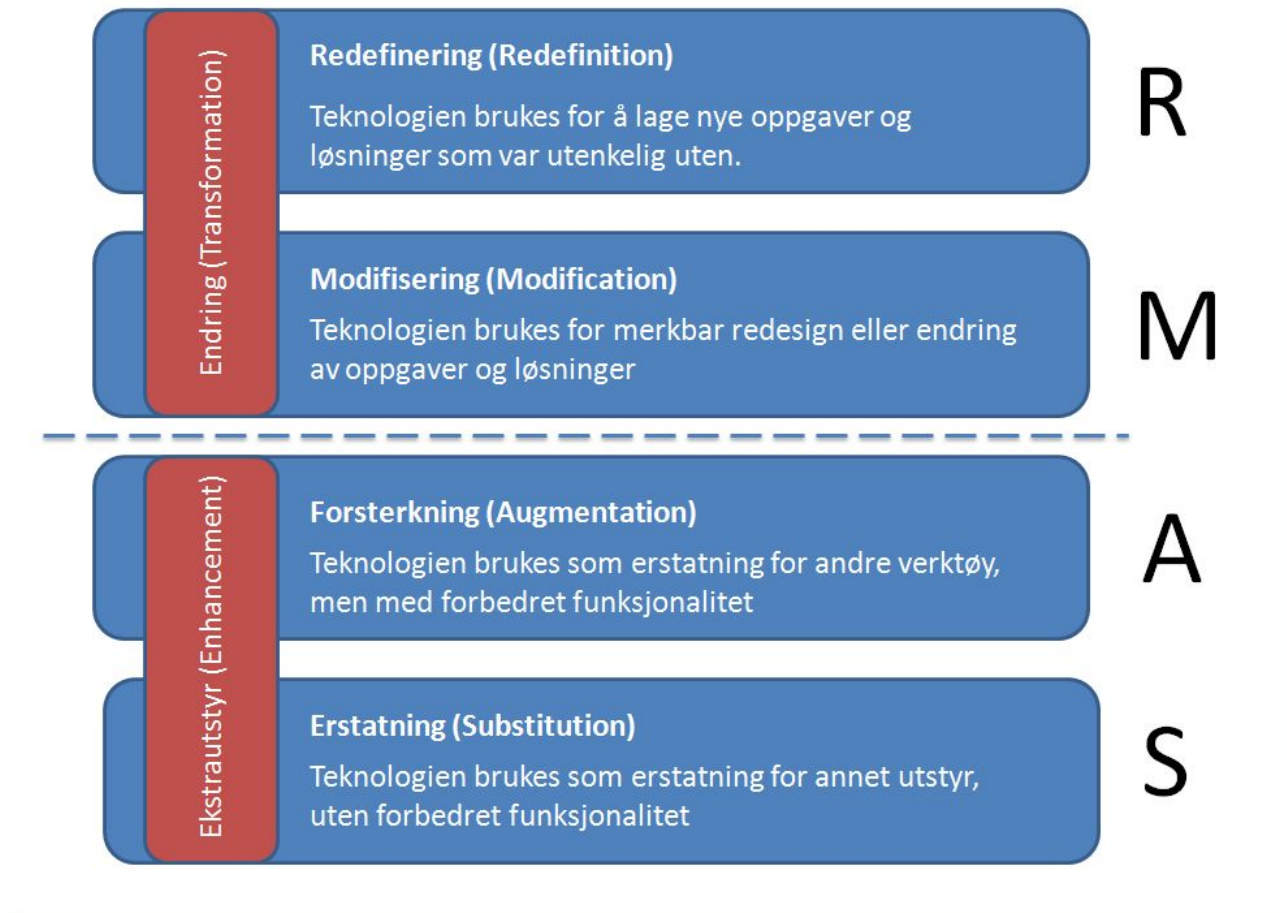 Endring (Transformation)
Redefinering (Redefinition)
Teknologien brukes for å lage nye oppgaver og
løsninger som var utenkelig uten.
R
Modifisering (Modification)
Teknologien brukes for merkbar redesign eller endring
av oppgaver og løsninger
M
Ekstrautstyr (Enhancement)
Forsterkning (Augmentation)
Teknologien brukes som erstatning for andre verktøy,
men med forbedret funksjonalitet
A
Erstatning (Substitution)
Teknologien brukes som erstatning for annet utstyr,
uten forbedret funksjonalitet
S